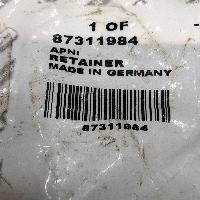 1 OF
87311984
APN:
RETAINER
MADE IN GERMANY
87311984